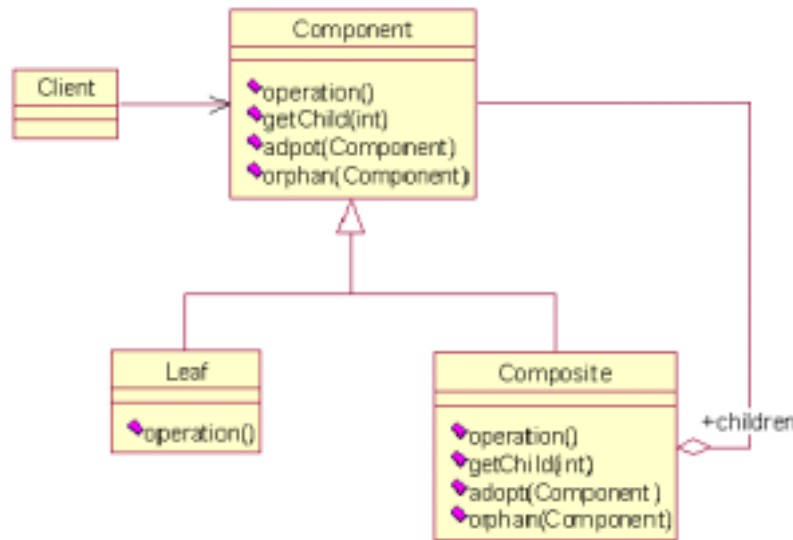 Component
Client
operation()
getChild(int)
adpot(Component)
orphan(Component)
Leaf
operation()
Composite
+children
operation()
getChild(int)
adopt(Component )
orphan(Component)